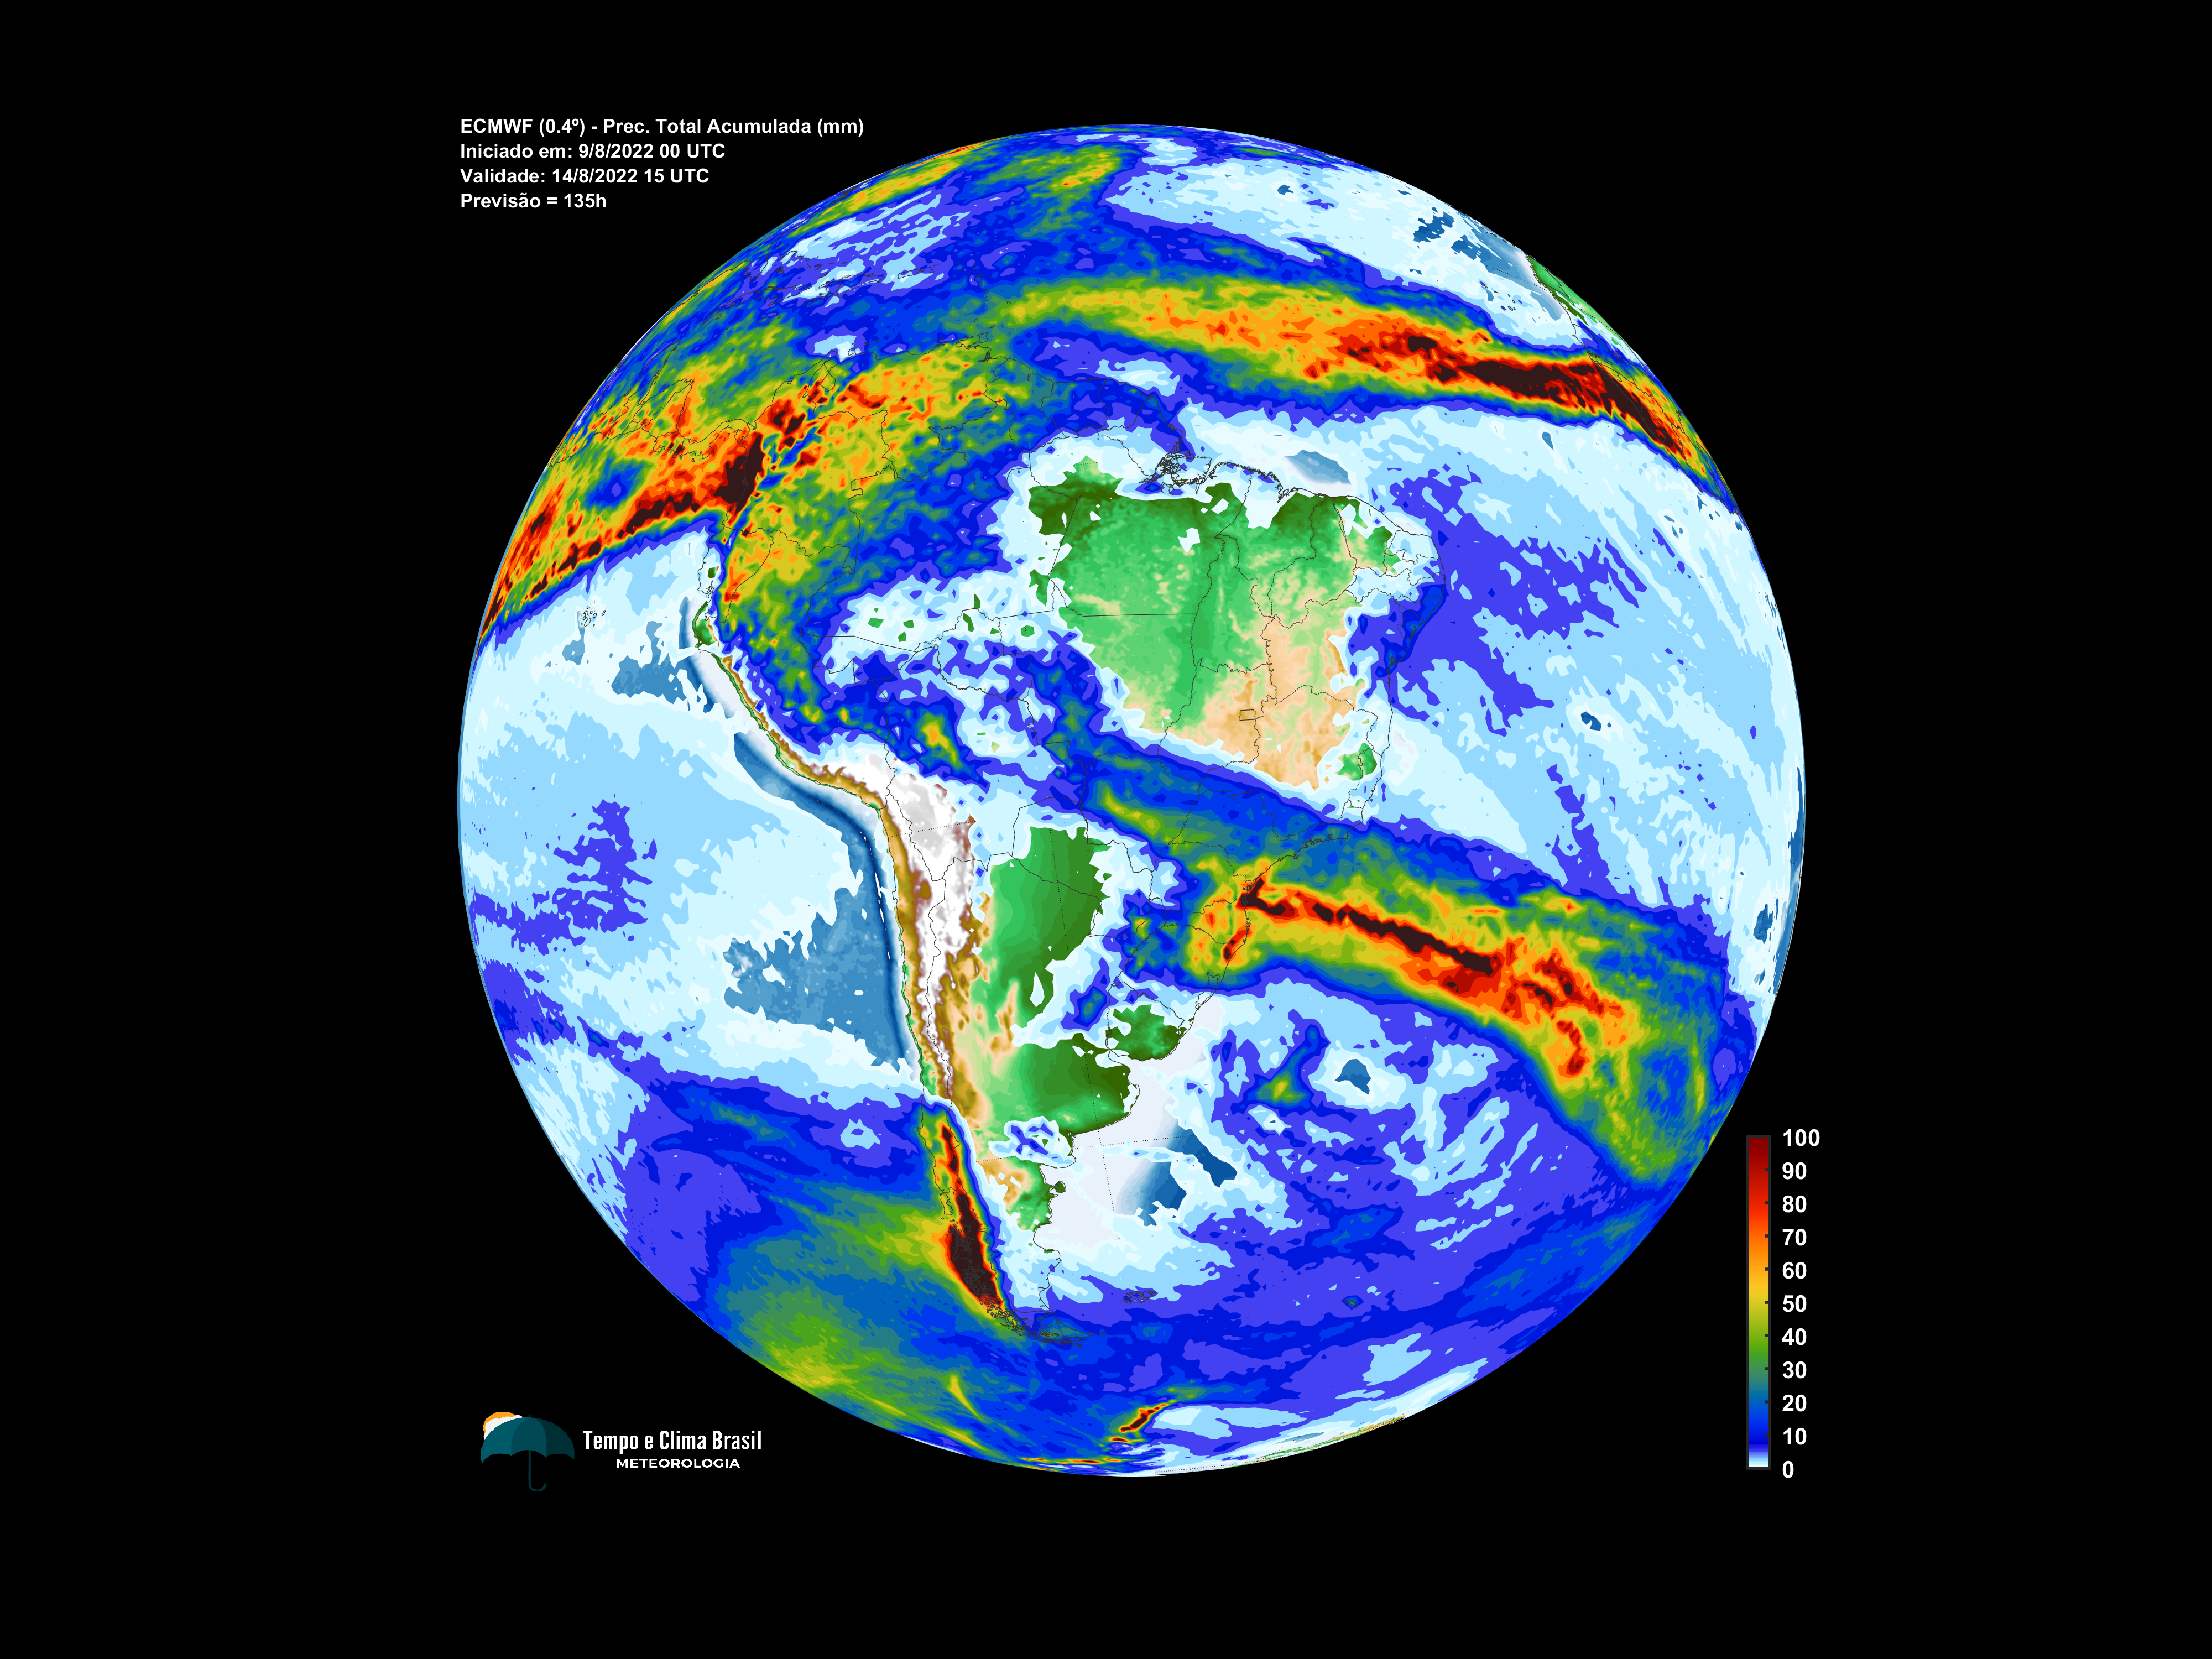 ECMWF (0.4º) - Prec. Total Acumulada (mm)
Iniciado em: 9/8/2022 00 UTC
Validade: 14/8/2022 15 UTC
Previsão = 135h
100
90
80
70
60
50
40
30
20
10
0
Tempo e Clima Brasil
METEOROLOGIA